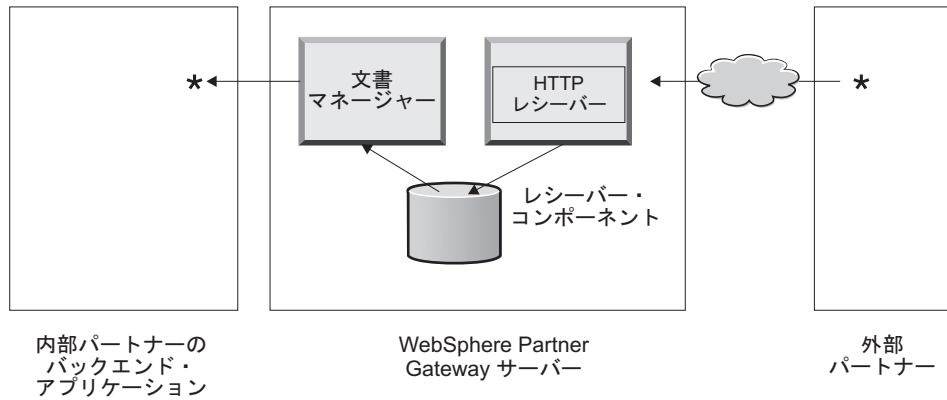 文書
マネージャー
HTTP
レシーバー
レシーバー・
コンポーネント
*
*
内部パートナーの
バックエンド・
アプリケーション
WebSphere Partner
Gateway サーバー
外部
パートナー